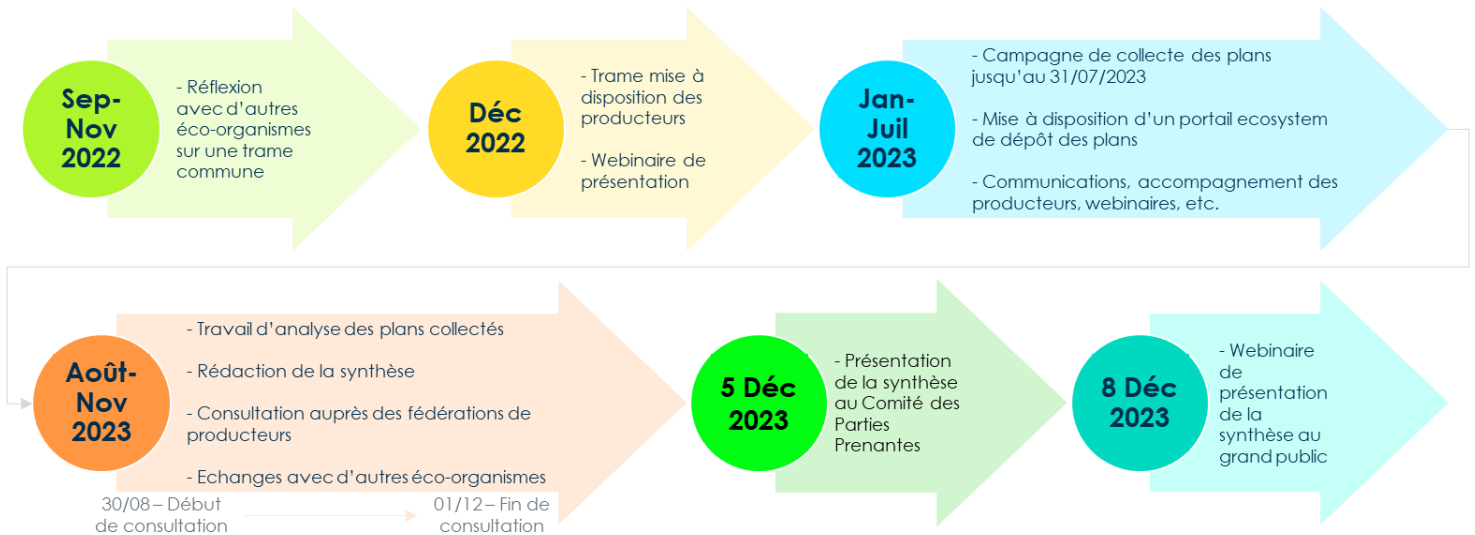 Sep-
Nov
2022
- Réflexion
avec d’autres
éco-organismes
sur une trame
commune
Déc
2022
- Trame mise à
disposition des
producteurs
- Webinaire de
présentation
Jan-
Juil
2023
- Campagne de collecte des plans
jusqu’au 31/07/2023
- Mise à disposition d’un portail ecosystem
de dépôt des plans
- Communications, accompagnement des
producteurs, webinaires, etc.
Août-
Nov
2023
- Travail d’analyse des plans collectés
- Rédaction de la synthèse
- Consultation auprès des fédérations de
producteurs
- Echanges avec d’autres éco-organismes
30/08 – Début
de consultation
01/12 – Fin de
consultation
5 Déc
2023
- Présentation
de la synthèse
au Comité des
Parties
Prenantes
8 Déc
2023
- Webinaire
de
présentation
de la
synthèse au
grand public